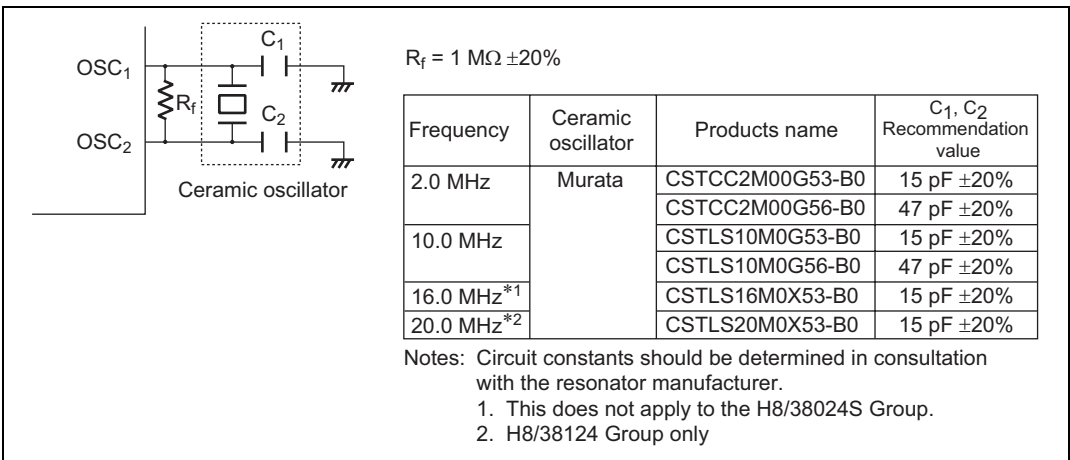 OSC1
OSC2
Rf
C1
C2
Ceramic oscillator
Rf = 1 MΩ ±20%
Frequency Ceramic oscillator Products name C1, C2 Recommendation value
2.0 MHz Murata CSTCC2M00G53-B0 15 pF ±20%
CSTCC2M00G56-B0 47 pF ±20%
10.0 MHz CSTLS10M0G53-B0 15 pF ±20%
CSTLS10M0G56-B0 47 pF ±20%
16.0 MHz*1 CSTLS16M0X53-B0 15 pF ±20%
20.0 MHz*2 CSTLS20M0X53-B0 15 pF ±20%
Notes: Circuit constants should be determined in consultation
with the resonator manufacturer.
1. This does not apply to the H8/38024S Group.
2. H8/38124 Group only